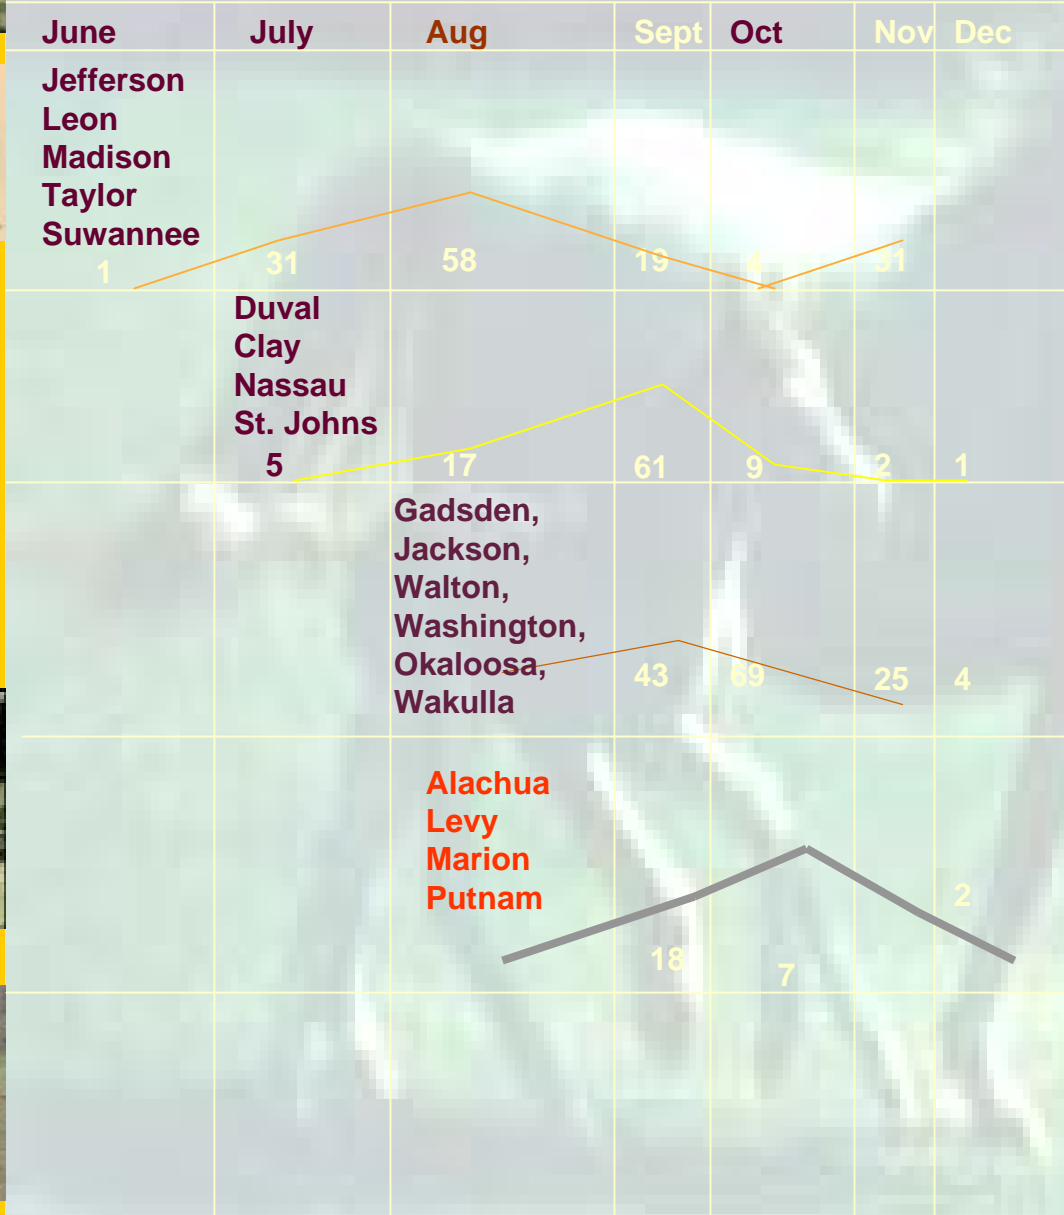 June July Aug Sept Oct Nov Dec
Jefferson
Leon
Madison
Taylor
Suwannee
1 31 58 19 4 31
Duval
Clay
Nassau
St. Johns
5 17 61 9 2 1
Gadsden,
Jackson,
Walton,
Washington,
Okaloosa,
43 69 25 4
Wakulla
Alachua
Levy
Marion
Putnam
2
18 7